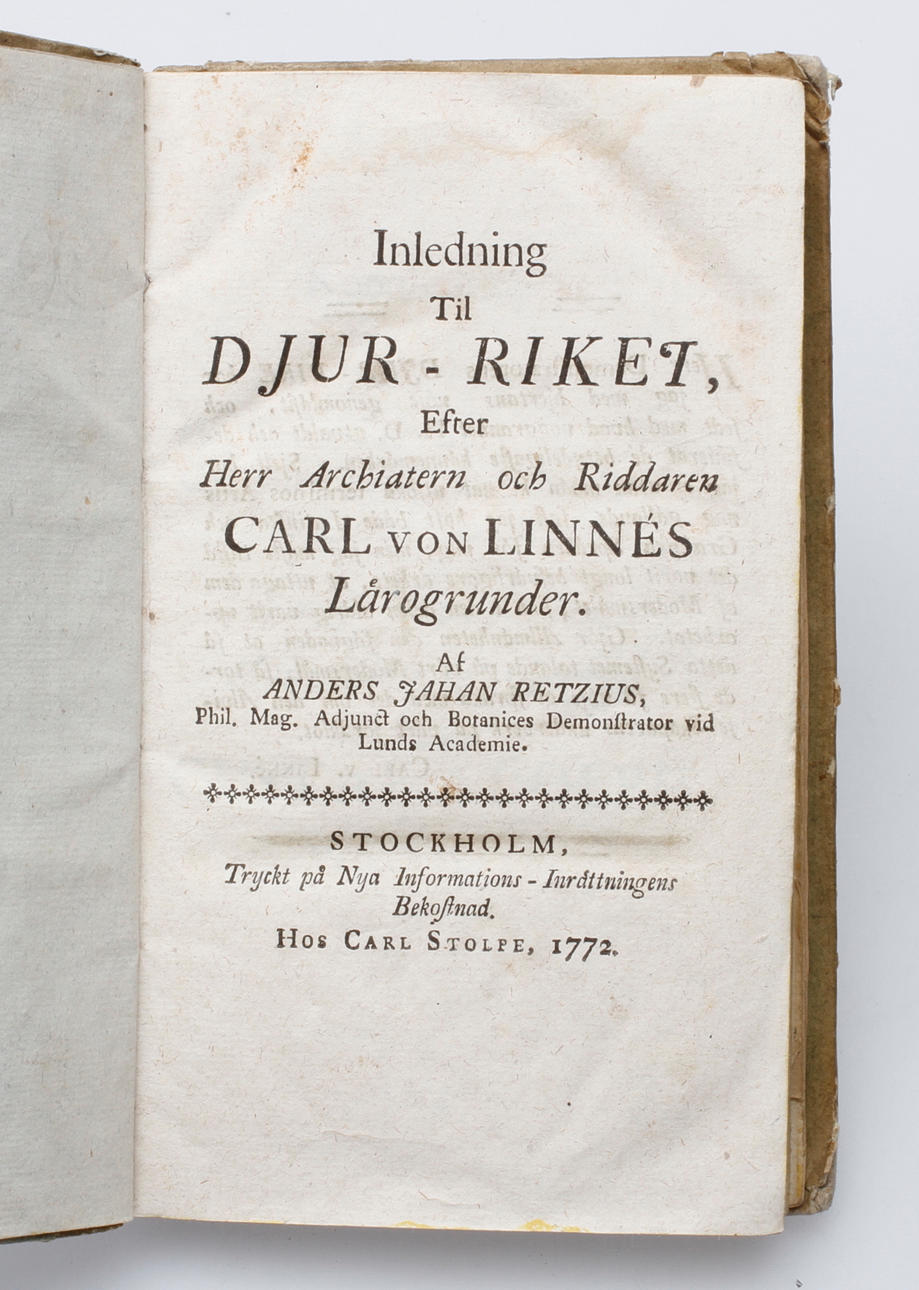 Inledning
Til
DJUR - RIKET,
Efter
Herr Archiatern och Riddaren
CARL VON LINNÉS
Lårogrunder.
Af
ANDERS JAHAN RETZIUS,
Phil. Mag. Adjunct och Botanices Demonſtrator vid
Lunds Academie.
STOCKHOLM,
Tryckt på Nya Informations - Inråttningens
Bekoſtnad.
HOS CARL STOLPE, 1772.